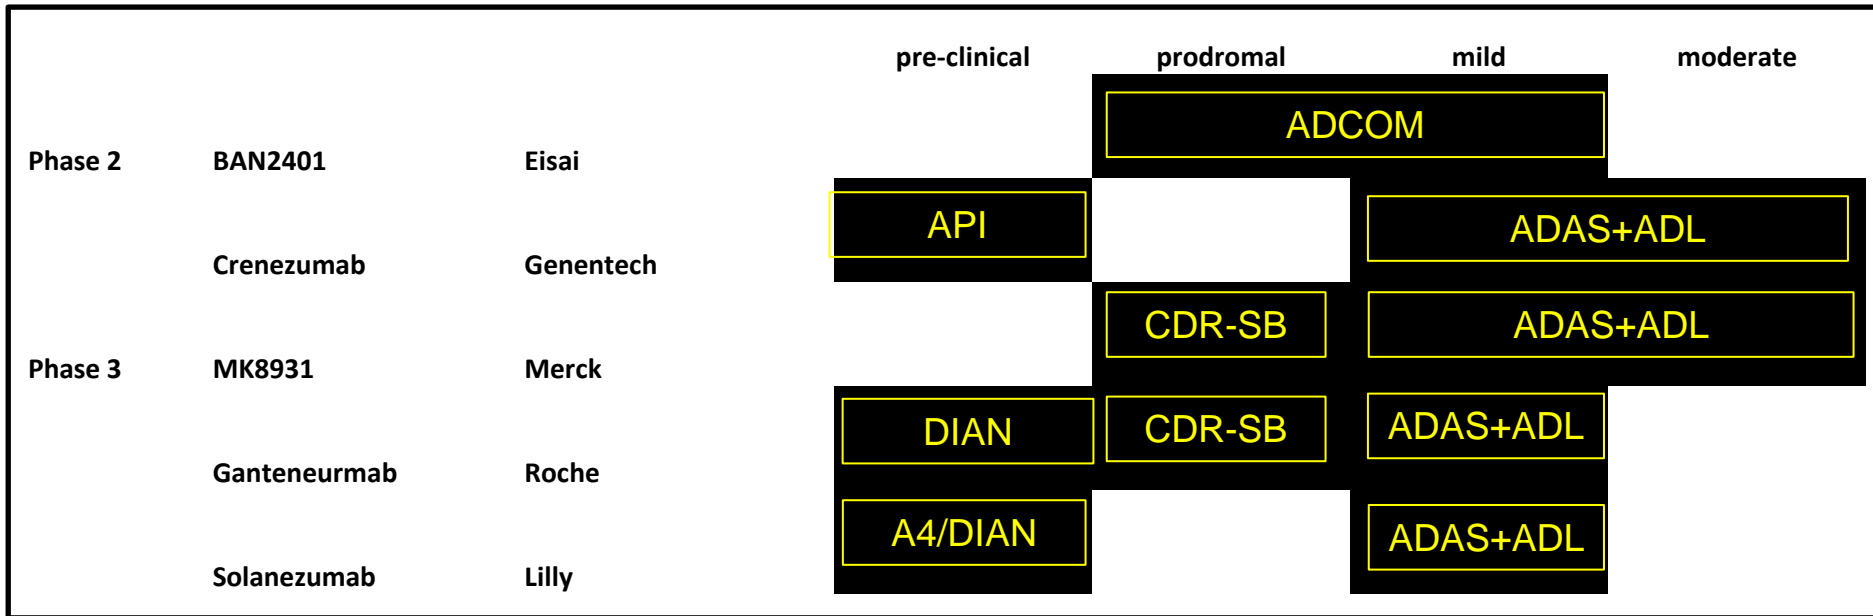 pre-clinical prodromal mild moderate
ADCOM
Phase 2 BAN2401 Eisai
API ADAS+ADL
Crenezumab Genentech
CDR-SB ADAS+ADL
Phase 3 MK8931 Merck
DIAN CDR-SB ADAS+ADL
Ganteneurmab Roche
A4/DIAN ADAS+ADL
Solanezumab Lilly